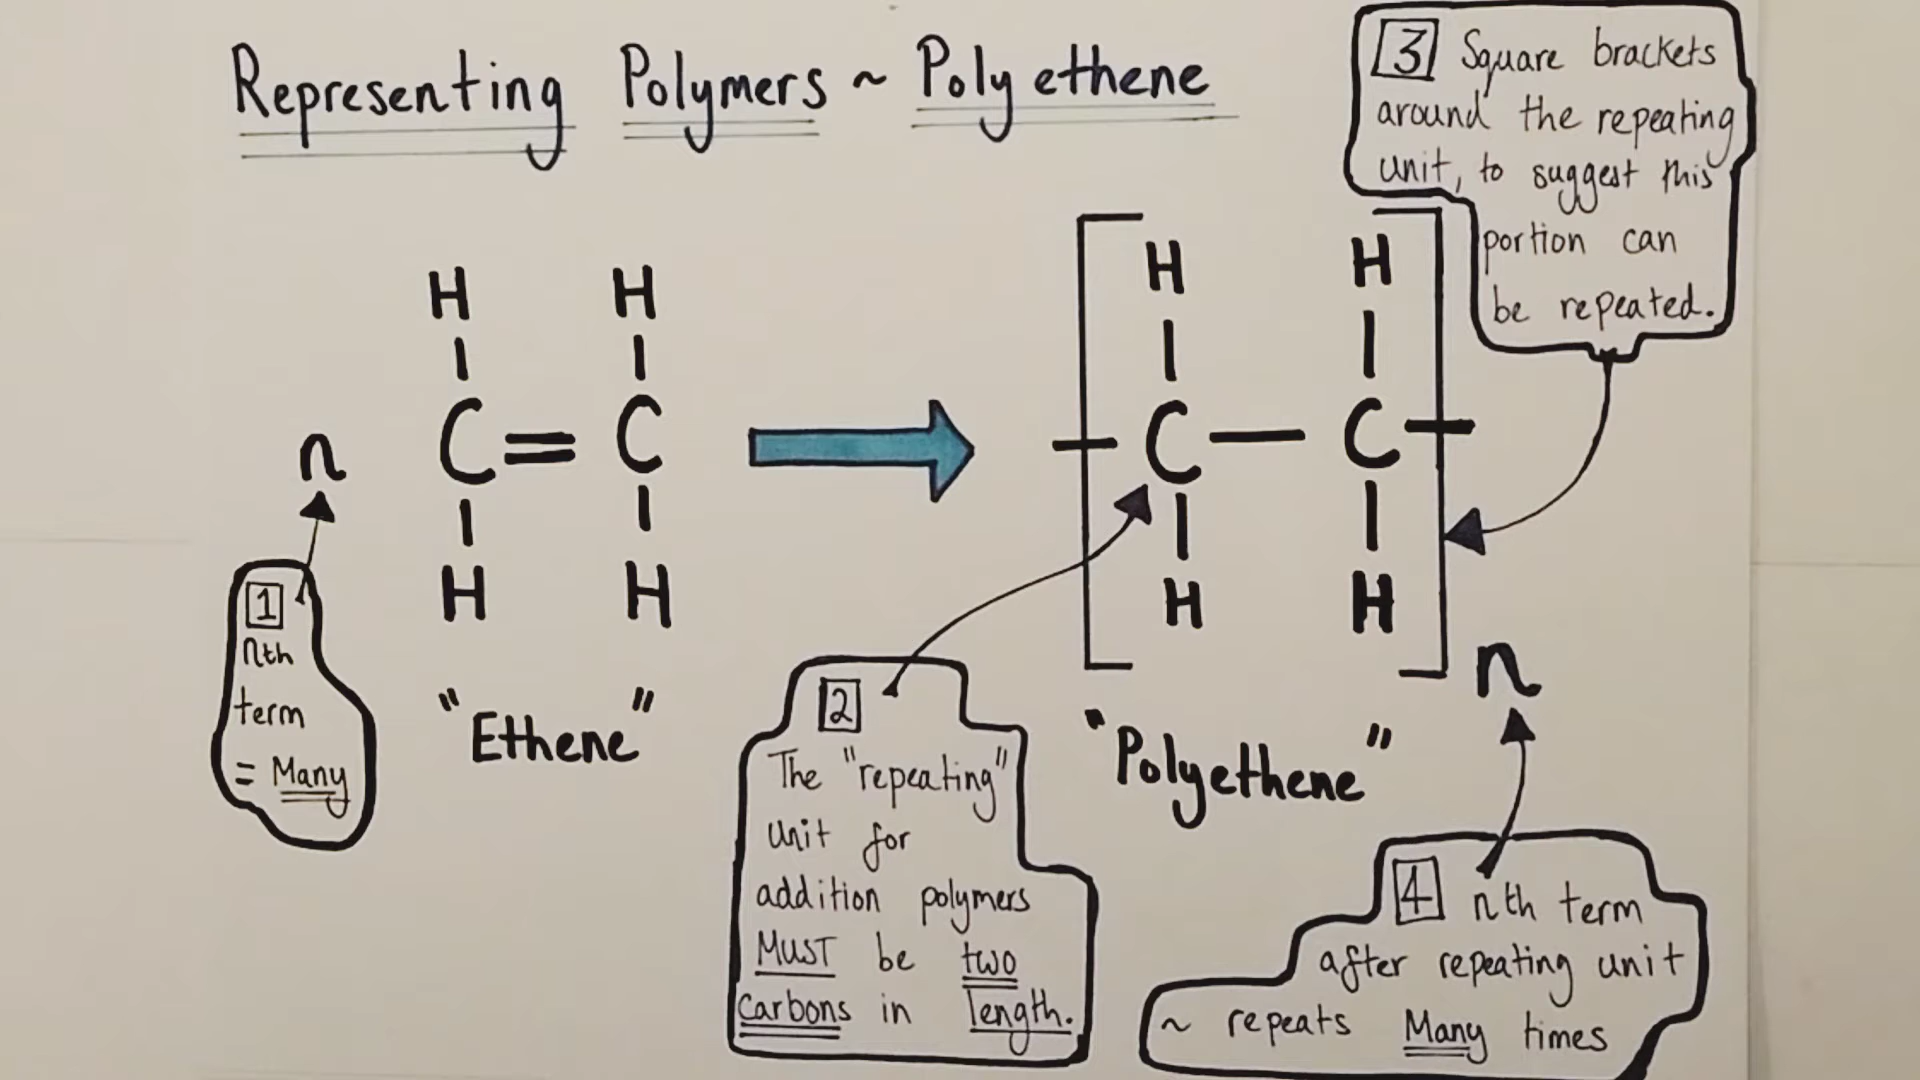 Representing Polymers ~ Polyethene
3 Square brackets
around the repeating
unit, to suggest this
portion can
be repeated.
H H
H H
n C = C
C — C
H H
H H
n
1
nth
term
= Many
"Ethene"
"Polyethene"
2
The "repeating"
unit for
addition polymers
MUST be two
carbons in length.
4 nth term
after repeating unit
~ repeats Many times